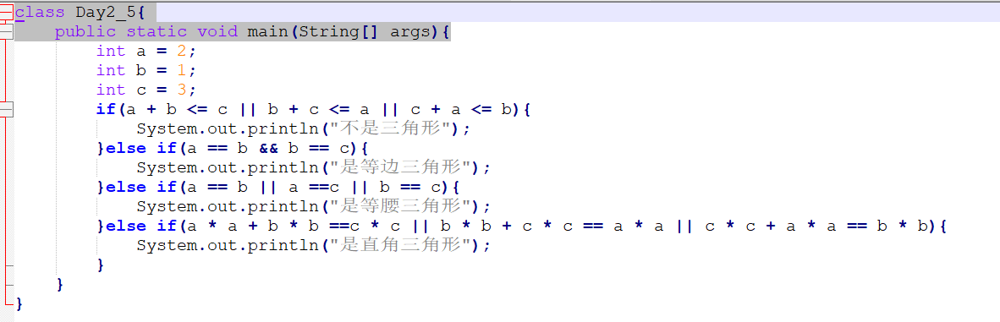 class Day2_5{
    public static void main(String[] args){
        int a = 2;
        int b = 1;
        int c = 3;
        if(a + b <= c || b + c <= a || c + a <= b){
            System.out.println("不是三角形");
        }else if(a == b && b == c){
            System.out.println("是等边三角形");
        }else if(a == b || a ==c || b == c){
            System.out.println("是等腰三角形");
        }else if(a * a + b * b ==c * c || b * b + c * c == a * a || c * c + a * a == b * b){
            System.out.println("是直角三角形");
        }
    }
}